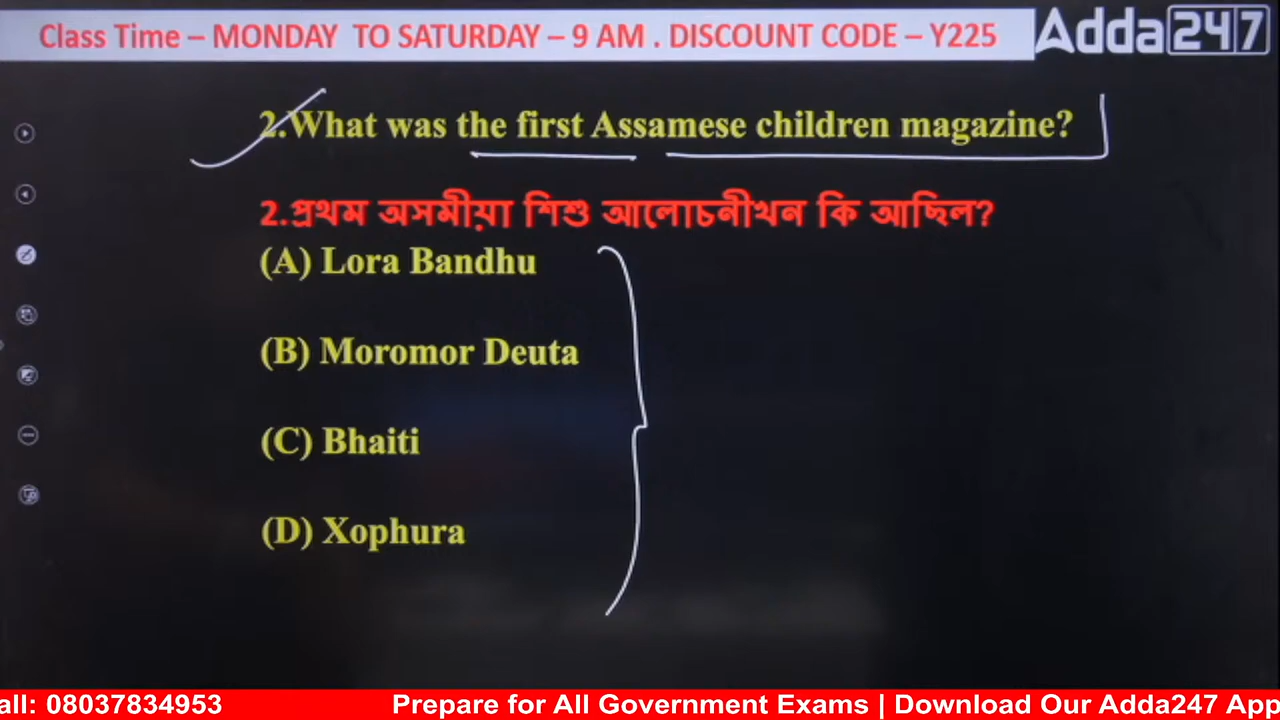 Class Time – MONDAY TO SATURDAY – 9 AM . DISCOUNT CODE – Y225
Adda247
2.What was the first Assamese children magazine?
2.প্ৰথম অসমীয়া শিশু আলোচনীখন কি আছিল?
(A) Lora Bandhu
(B) Moromor Deuta
(C) Bhaiti
(D) Xophura
all: 08037834953 Prepare for All Government Exams | Download Our Adda247 App